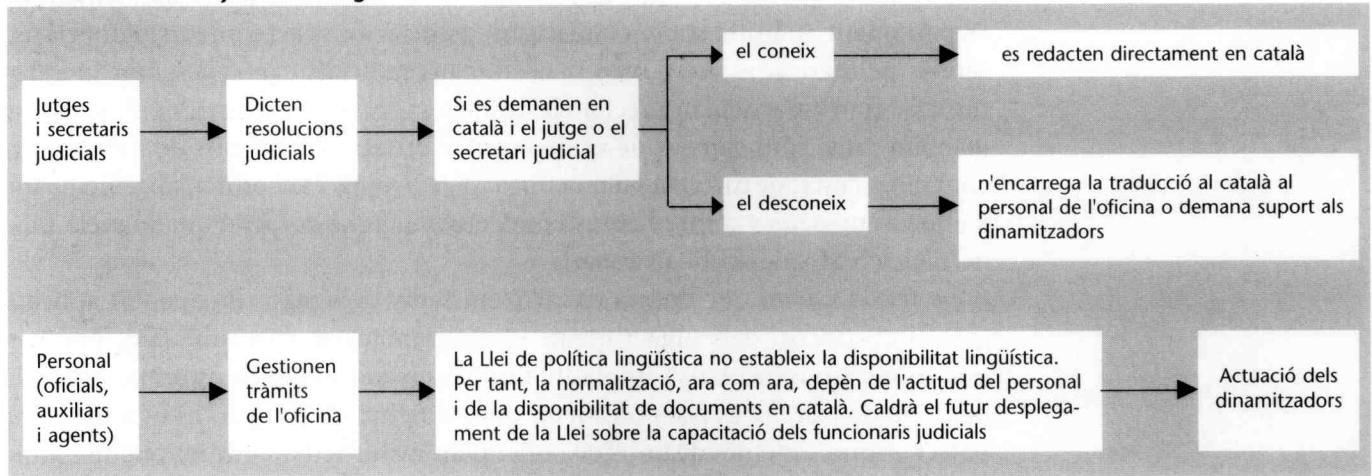 Jutges
i secretaris
judicials
Dicten
resolucions
judicials
Si es demanen en
català i el jutge o el
secretari judicial
el coneix
es redacten directament en català
el desconeix
n'encarrega la traducció al català al
personal de l'oficina o demana suport als
dinamitzadors
Personal
(oficials,
auxiliars
i agents)
Gestionen
tràmits
de l'oficina
La Llei de política lingüística no estableix la disponibilitat lingüística.
Per tant, la normalització, ara com ara, depèn de l'actitud del personal
i de la disponibilitat de documents en català. Caldrà el futur desplega-
ment de la Llei sobre la capacitació dels funcionaris judicials
Actuació dels
dinamitzadors